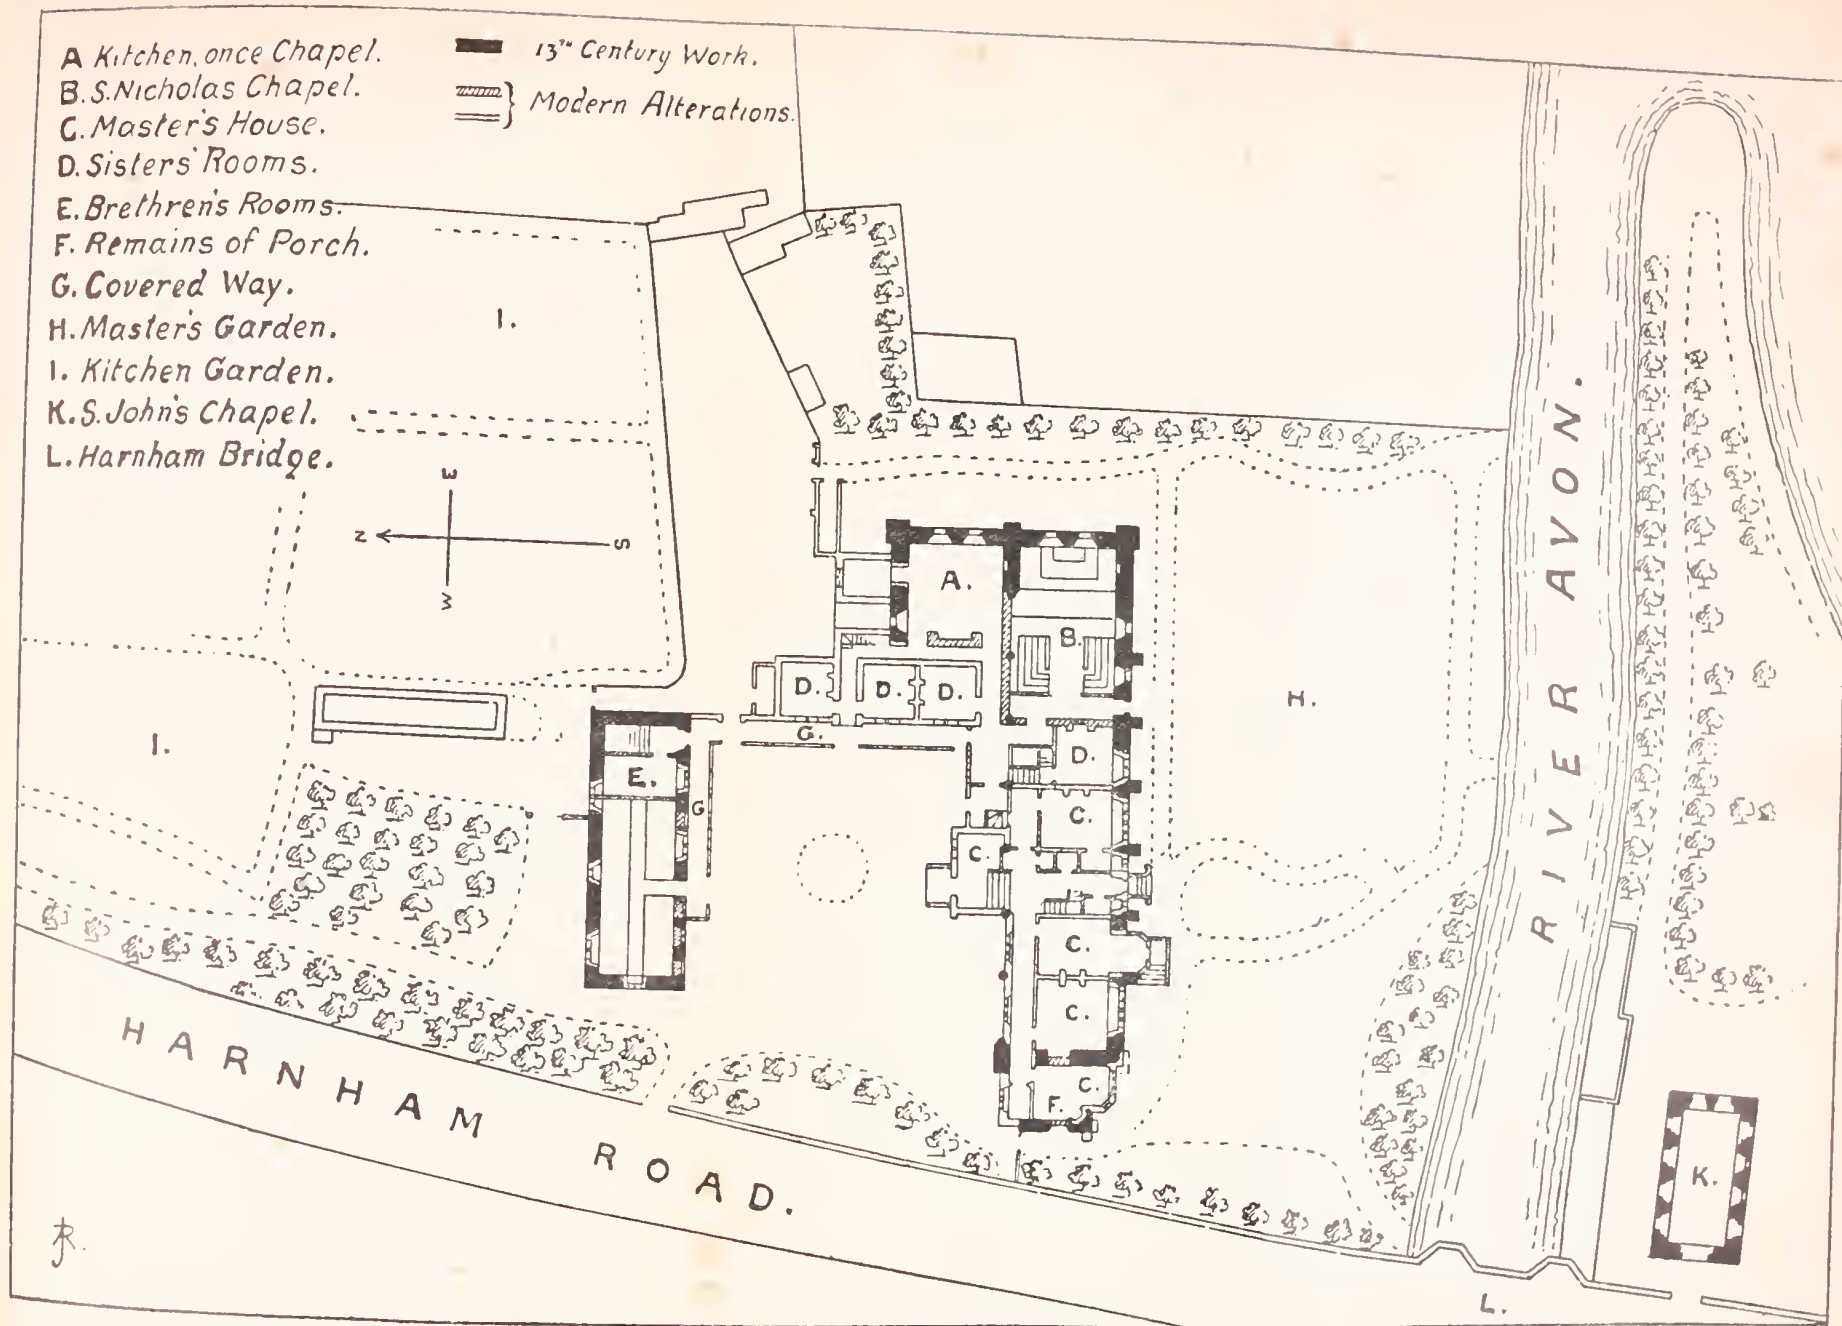 A Kitchen, once Chapel.
B. S. Nicholas Chapel.
C. Master's House.
D. Sisters' Rooms.
E. Brethren's Rooms.
F. Remains of Porch.
G. Covered Way.
H. Master's Garden.
I. Kitchen Garden.
K. S. John's Chapel.
L. Harnham Bridge.
13TH Century Work.
Modern Alterations.
I.
E
N
S
W
A.
B.
D.
D.
D.
G.
I.
E.
G
D.
C.
C.
C.
C.
C.
F.
H.
RIVER AVON.
K.
L.
HARNHAM ROAD.